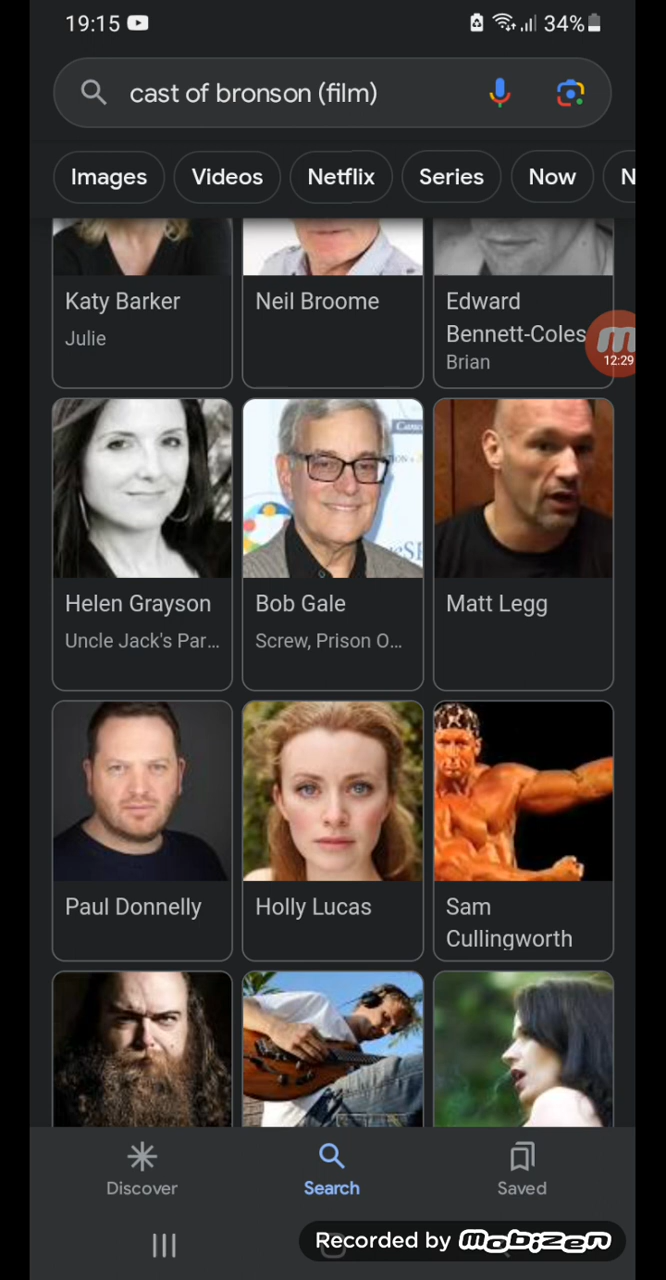 19:15
34%
cast of bronson (film)
Images
Videos
Netflix
Series
Now
N
Katy Barker
Julie
Neil Broome
Edward
Bennett-Coles
Brian
12:29
Helen Grayson
Uncle Jack's Par...
Bob Gale
Screw, Prison O...
Matt Legg
Paul Donnelly
Holly Lucas
Sam
Cullingworth
Discover
Search
Saved
Recorded by mobizen